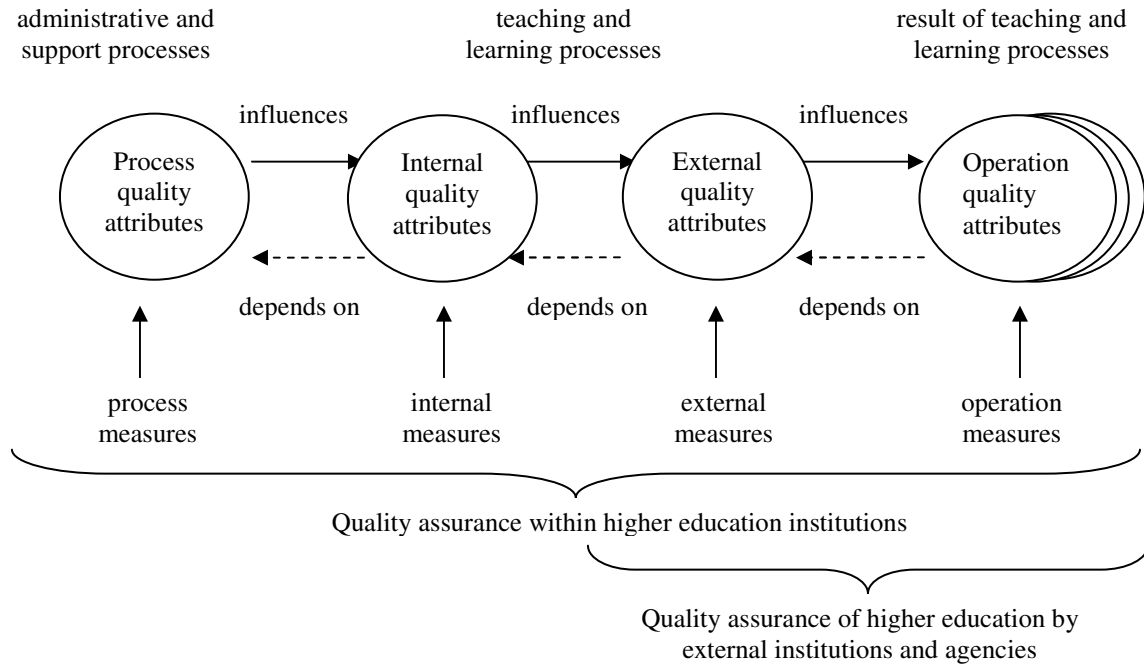 administrative and
support processes
teaching and
learning processes
result of teaching and
learning processes
influences
influences
influences
Process
quality
attributes
Internal
quality
attributes
External
quality
attributes
Operation
quality
attributes
depends on
depends on
depends on
process
measures
internal
measures
external
measures
operation
measures
Quality assurance within higher education institutions
Quality assurance of higher education by
external institutions and agencies